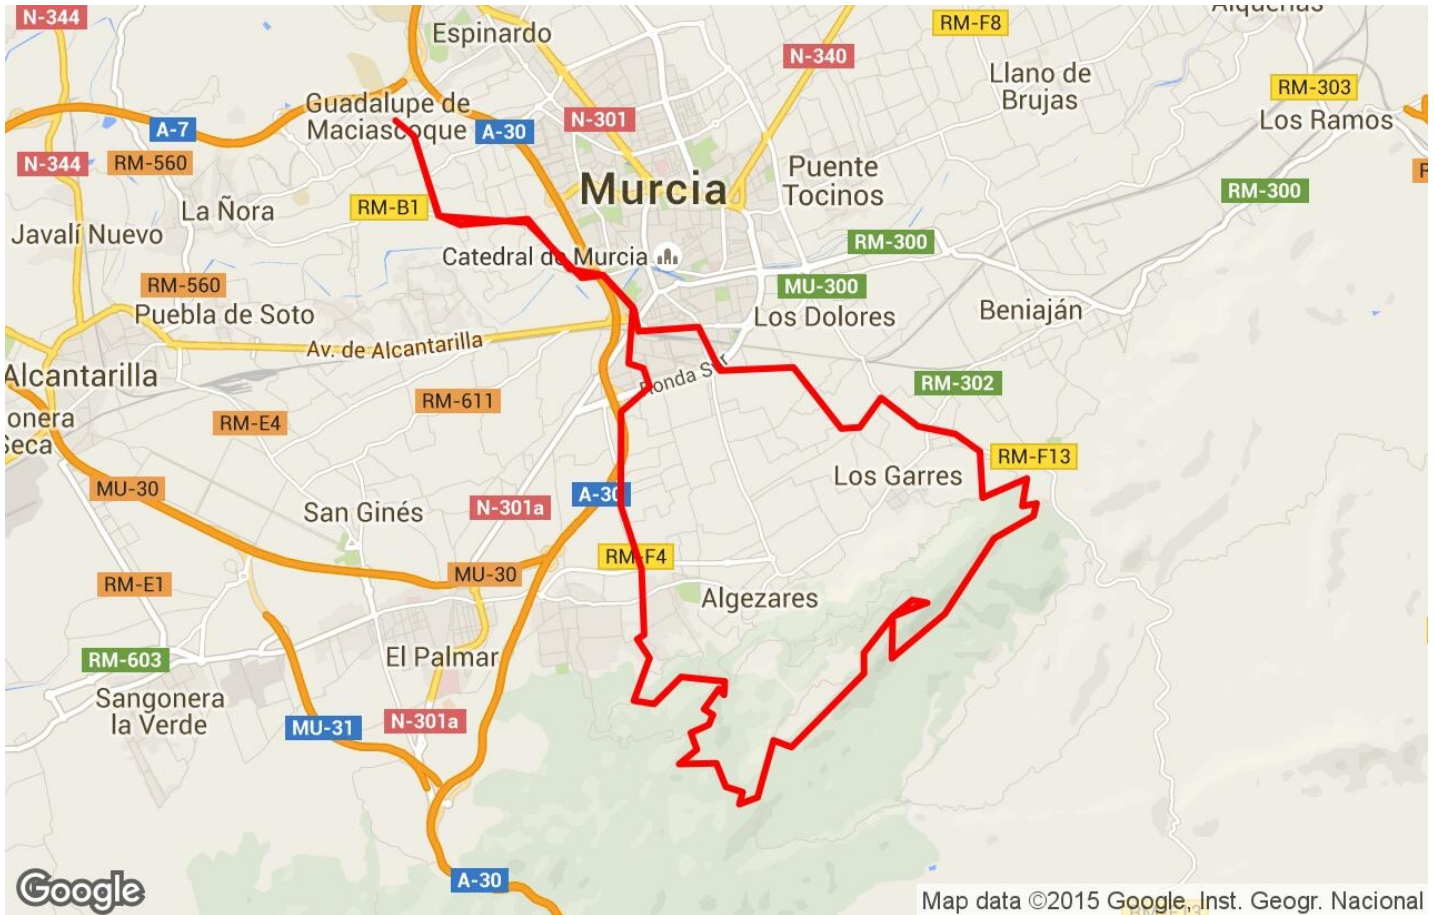 N-344
Espinardo
RM-F8
Alquerías
N-340
Llano de
Brujas
RM-303
Guadalupe de
Maciascoque
A-7
N-301
A-30
Los Ramos
N-344
RM-560
Puente
Tocinos
Murcia
RM-300
La Ñora
RM-B1
Javalí Nuevo
RM-300
Catedral de Murcia
RM-560
MU-300
Puebla de Soto
Los Dolores
Beniaján
Av. de Alcantarilla
Alcantarilla
Ronda Sur
RM-302
RM-611
RM-E4
onera
Seca
RM-F13
Los Garres
MU-30
A-30
N-301a
San Ginés
RM-F4
MU-30
RM-E1
Algezares
RM-603
El Palmar
Sangonera
la Verde
N-301a
MU-31
A-30
Google
Map data ©2015 Google, Inst. Geogr. Nacional